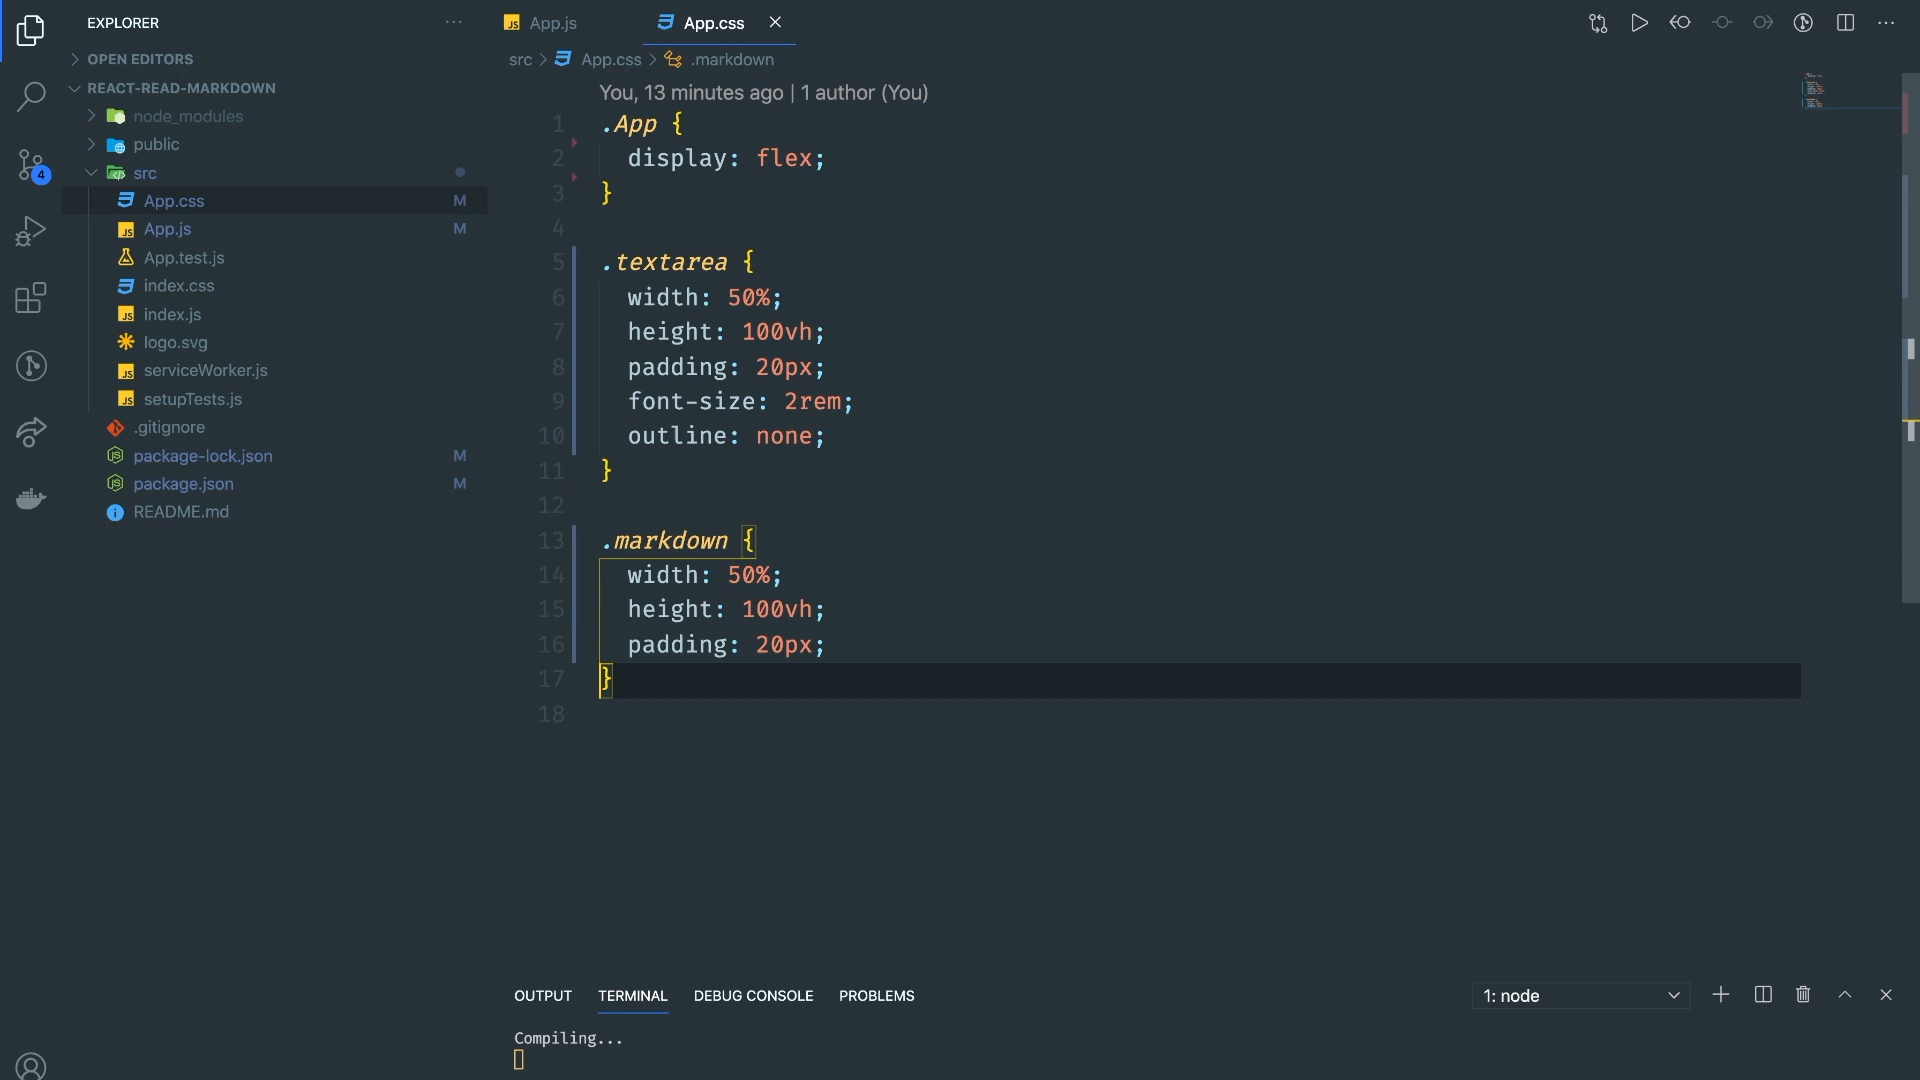 EXPLORER
OPEN EDITORS
REACT-READ-MARKDOWN
node_modules
public
src
App.css M
App.js M
App.test.js
index.css
index.js
logo.svg
serviceWorker.js
setupTests.js
.gitignore
package-lock.json M
package.json M
README.md
4
JS App.js
App.css
src > App.css > .markdown
You, 13 minutes ago | 1 author (You)
1 .App {
2 display: flex;
3 }
4
5 .textarea {
6 width: 50%;
7 height: 100vh;
8 padding: 20px;
9 font-size: 2rem;
10 outline: none;
11 }
12
13 .markdown {
14 width: 50%;
15 height: 100vh;
16 padding: 20px;
17 }
18
OUTPUT TERMINAL DEBUG CONSOLE PROBLEMS
1: node
Compiling...